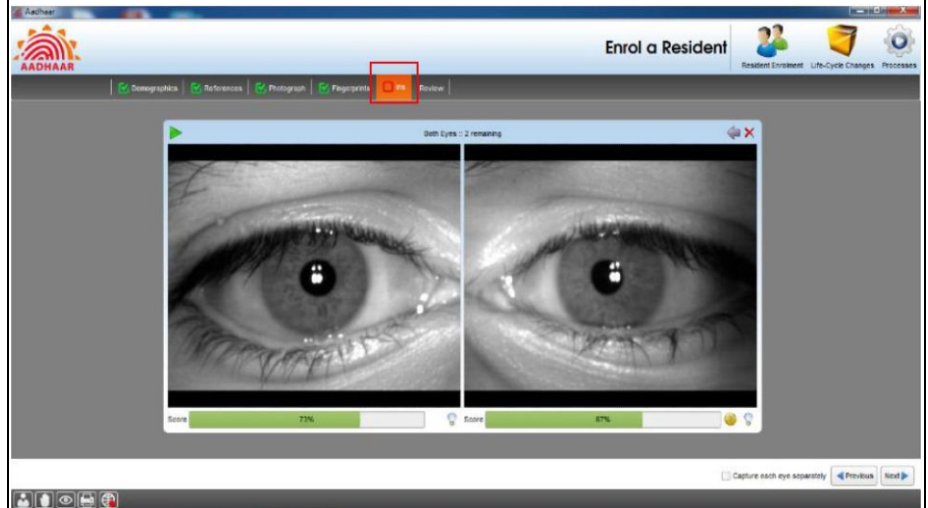 Aadhaar
AADHAAR
Enrol a Resident
Resident Enrolment Life-Cycle Changes Processes
Demographics References Photograph Fingerprints Iris Review
Both Eyes :: 2 remaining
Score 73% Score 67%
Capture each eye separately Previous Next